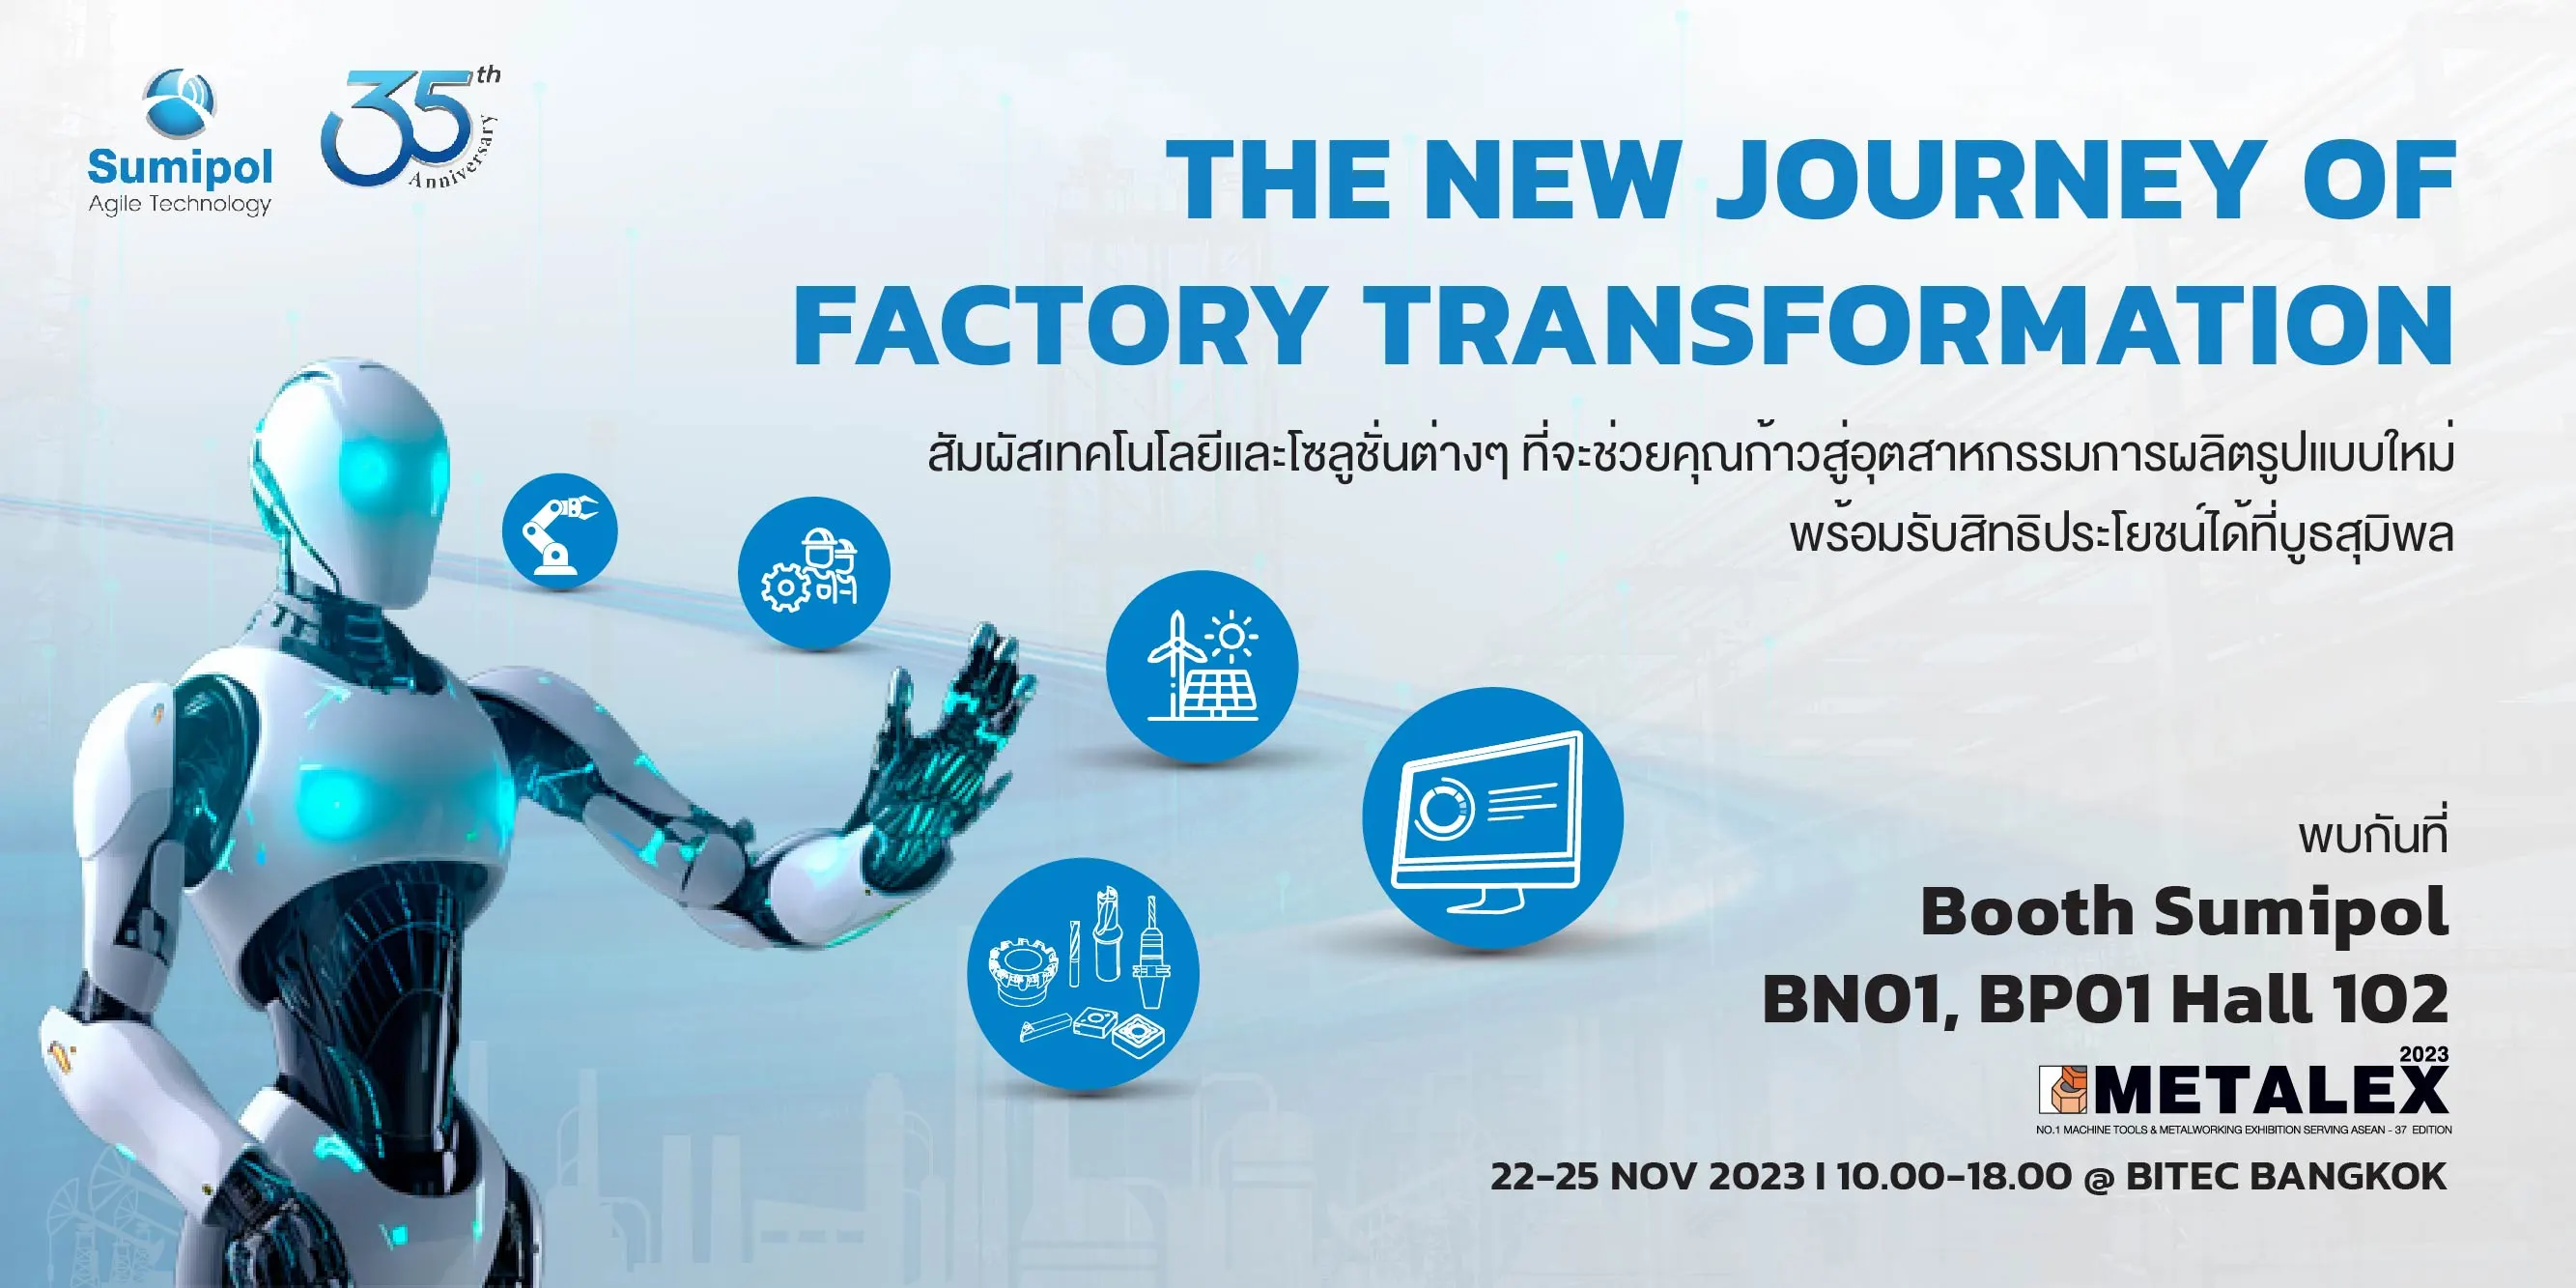 Sumipol
Agile Technology
35th
Anniversary
THE NEW JOURNEY OF
FACTORY TRANSFORMATION
สัมผัสเทคโนโลยีและโซลูชั่นต่างๆ ที่จะช่วยคุณก้าวสู่อุตสาหกรรมการผลิตรูปแบบใหม่
พร้อมรับสิทธิประโยชน์ได้ที่บูธสุมิพล
พบกันที่
Booth Sumipol
BN01, BP01 Hall 102
2023
METALEX
NO.1 MACHINE TOOLS & METALWORKING EXHIBITION SERVING ASEAN - 37 EDITION
22-25 NOV 2023 | 10.00-18.00 @ BITEC BANGKOK